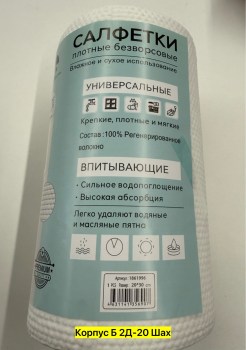 САЛФЕТКИ
плотные безворсовые
Влажное и сухое использование
УНИВЕРСАЛЬНЫЕ
Крепкие, плотные и мягкие
Состав:100% Регенерированное
волокно
ВПИТЫВАЮЩИЕ
• Сильное водопоглощение
• Высокая абсорбция
Легко удаляют водяные
и масляные пятна
Корпус Б 2Д-20 Шах